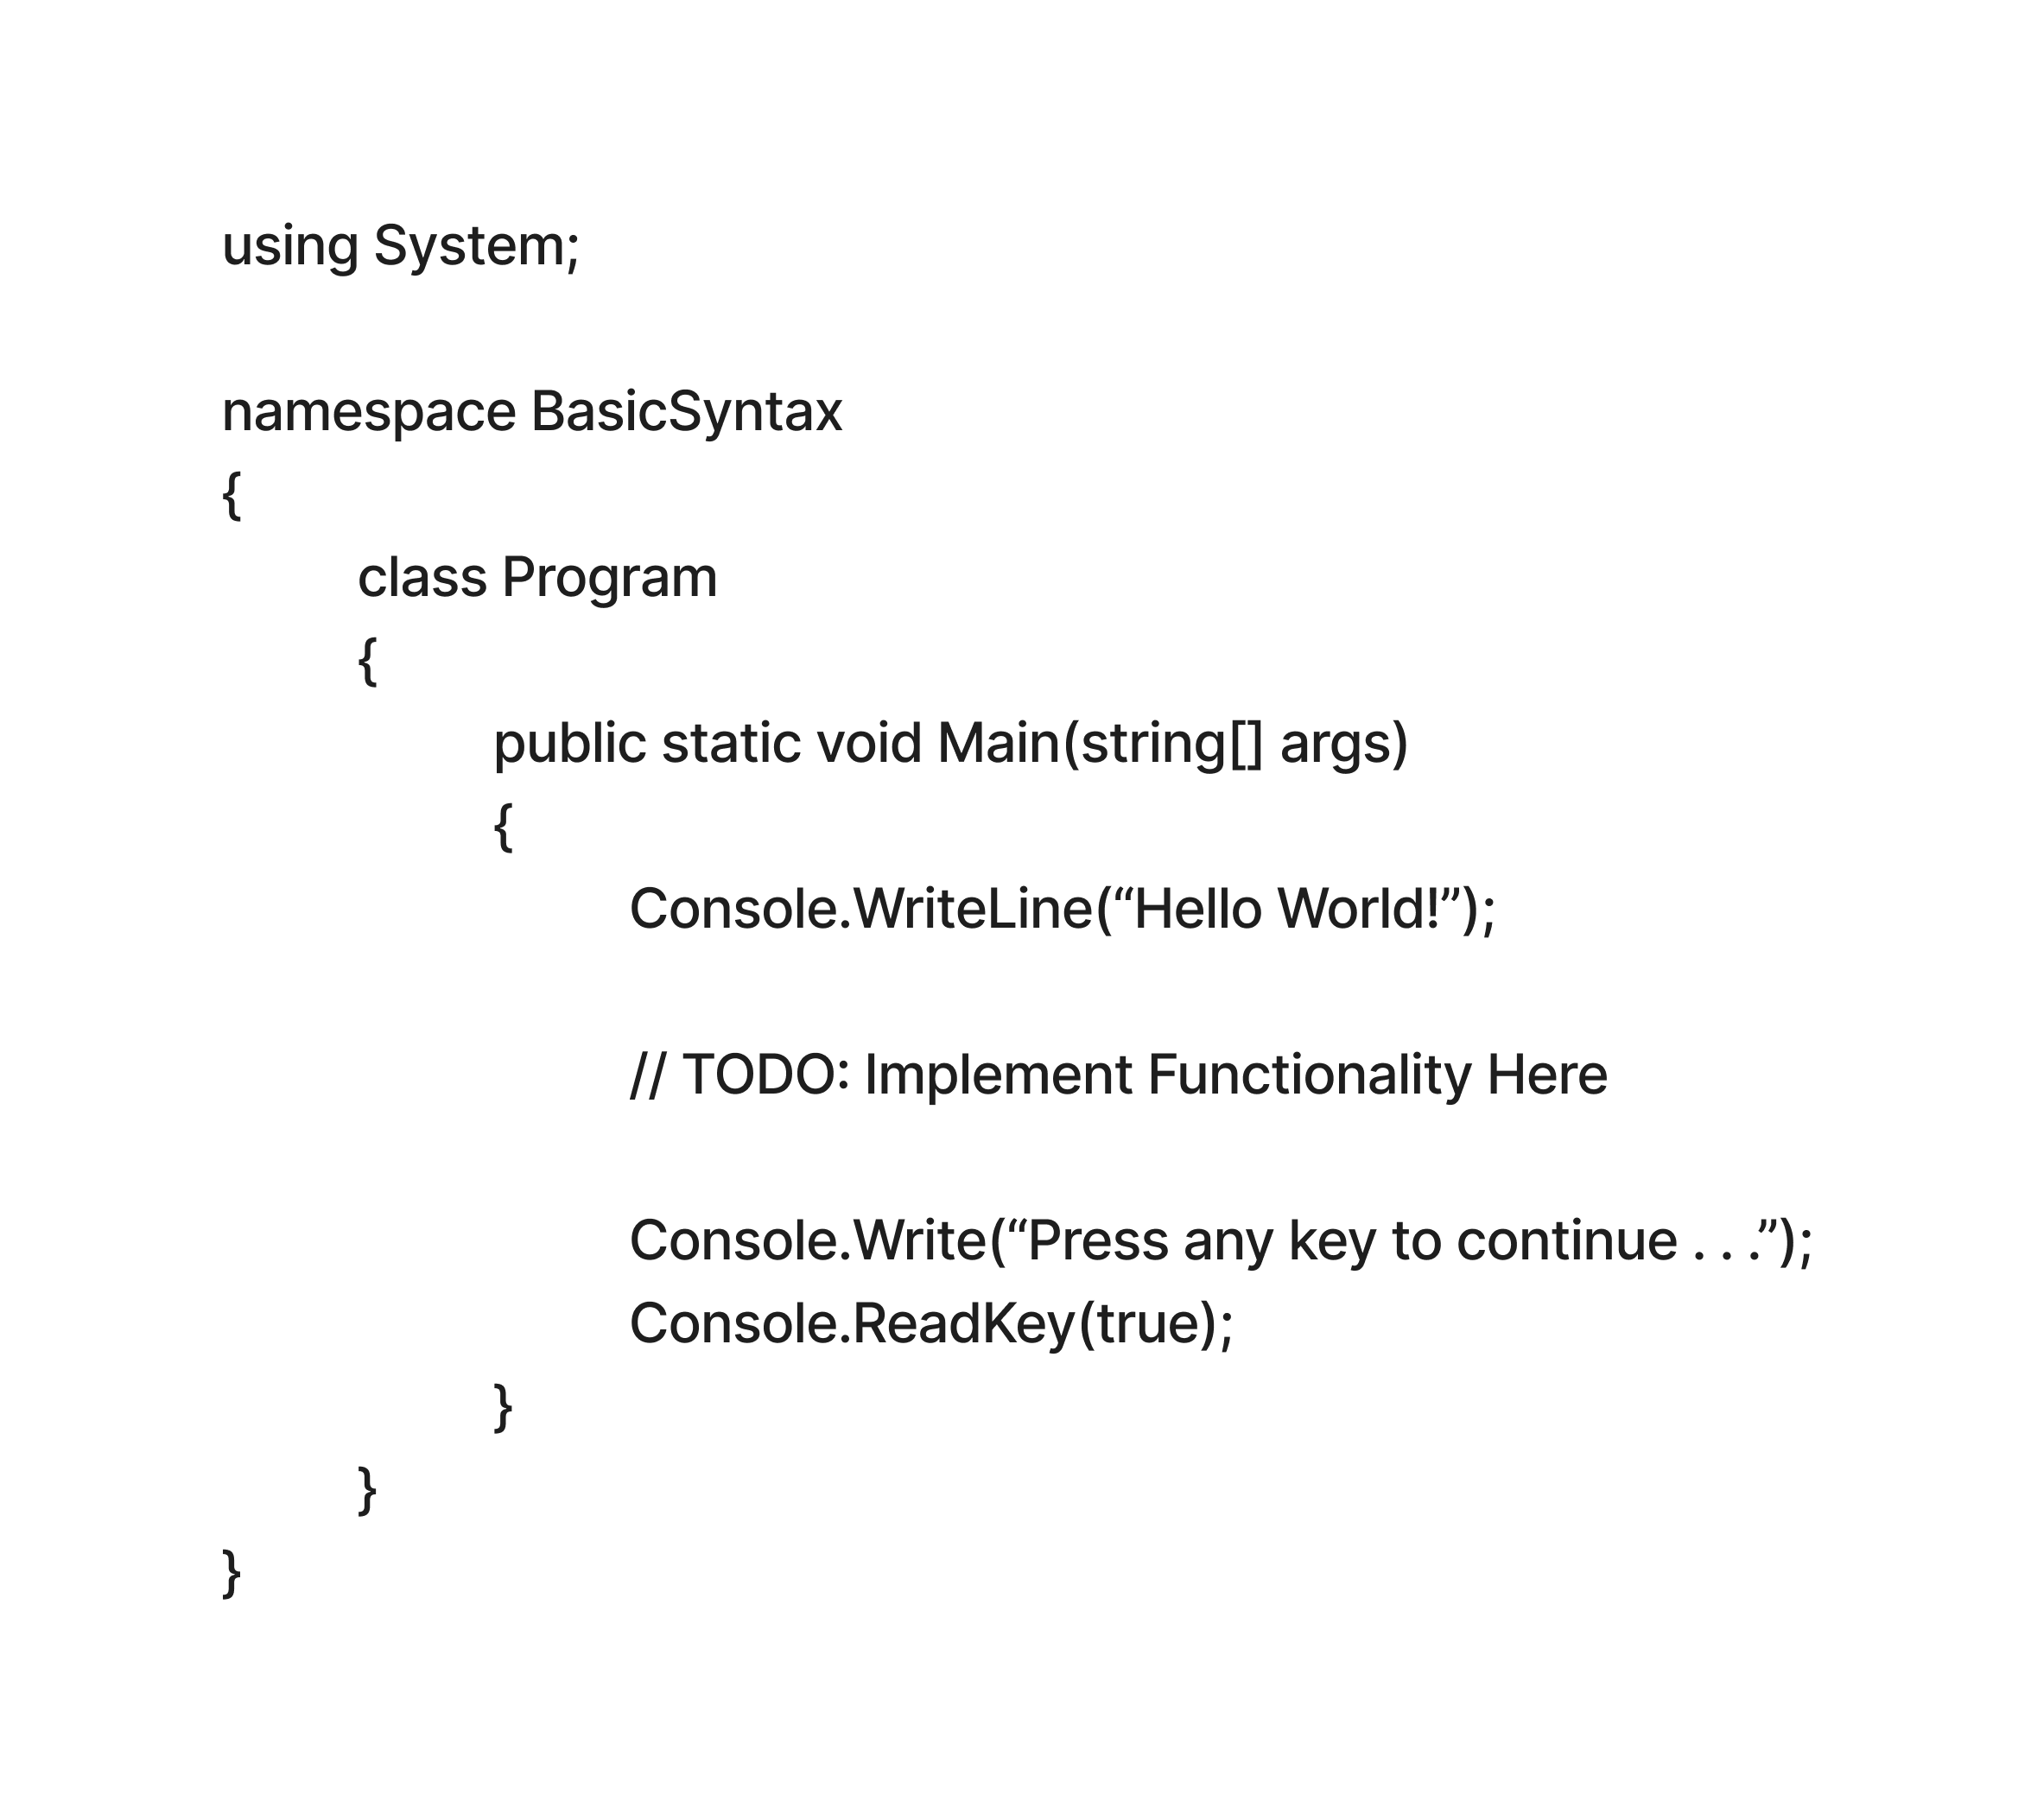 using System;
namespace BasicSyntax
{
class Program
{
public static void Main(string[] args)
{
Console.WriteLine(“Hello World!”);
// TODO: Implement Functionality Here
Console.Write(“Press any key to continue . . .”);
Console.ReadKey(true);
}
}
}